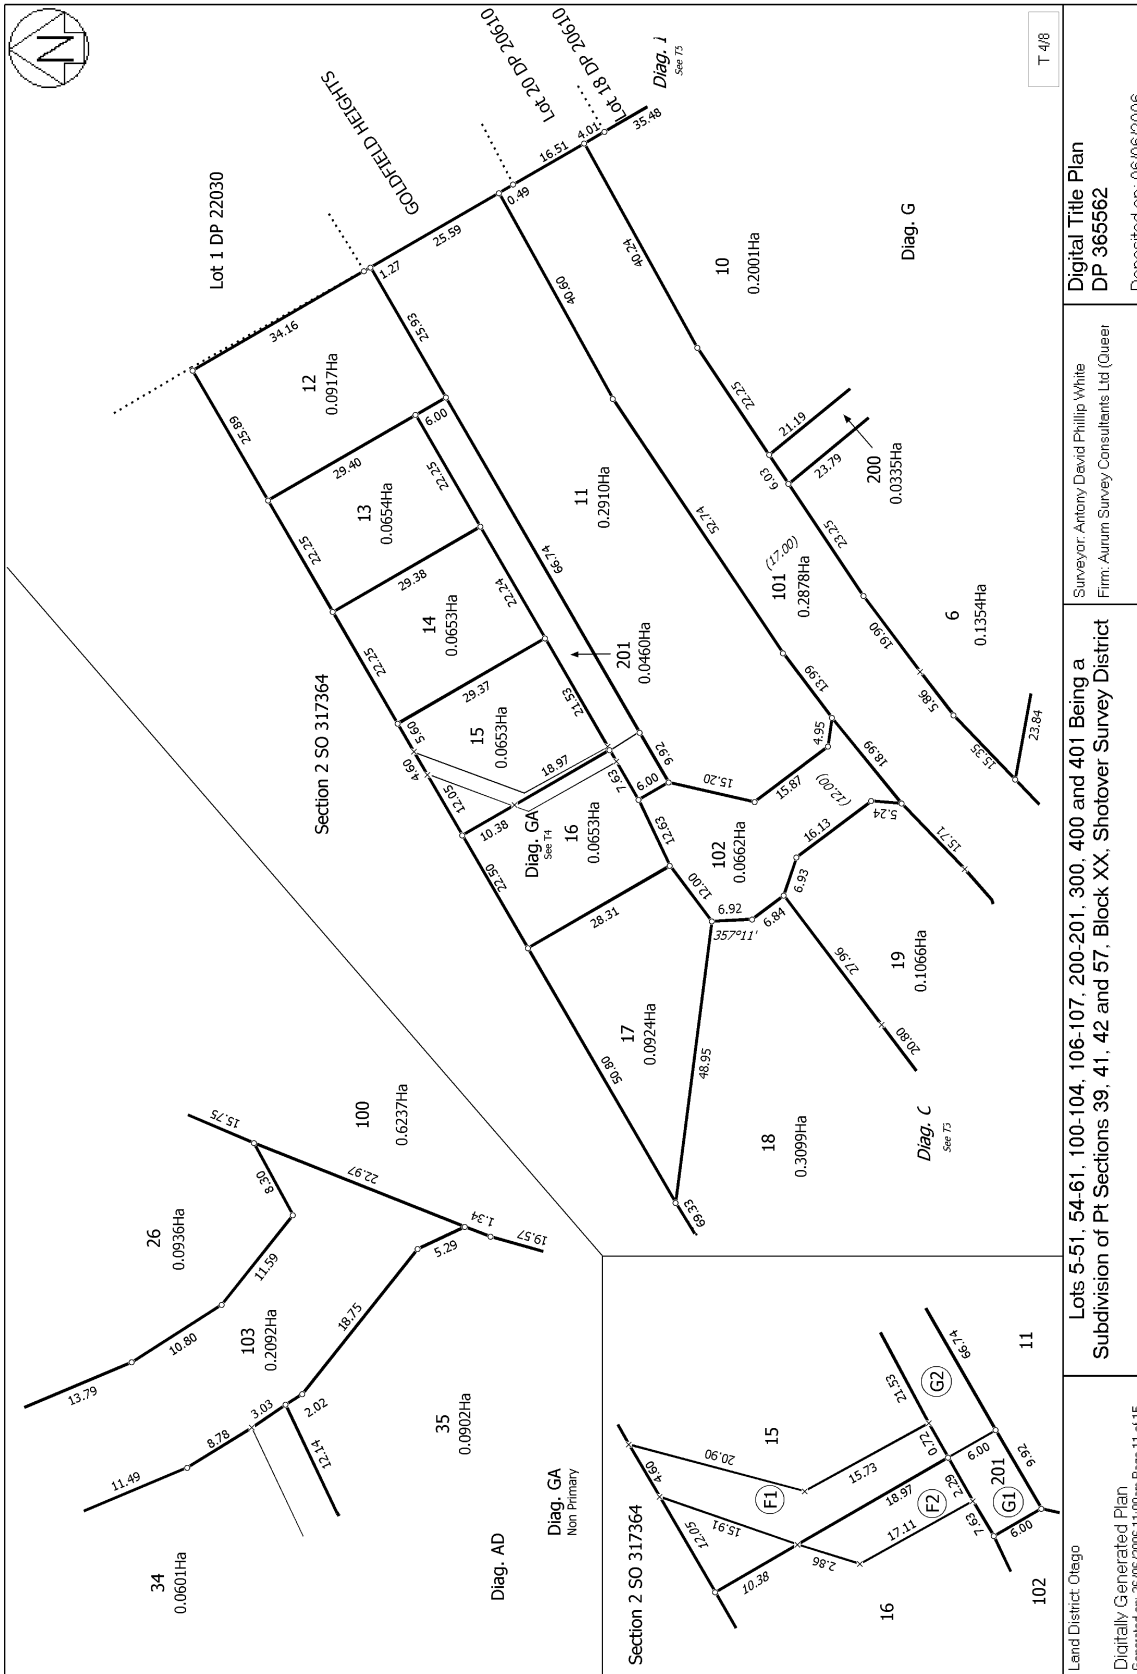 N
Lot 1 DP 22030
GOLDFIELD HEIGHTS
Lot 20 DP 20610
Lot 18 DP 20610
Diag. I
See T5
T 4/8
34.16
1.27
25.59
0.49
16.51
4.01
35.48
25.89
12
0.0917Ha
25.93
40.60
40.24
10
0.2001Ha
Diag. G
29.40
6.00
22.25
13
0.0654Ha
22.25
11
0.2910Ha
22.25
21.19
200
0.0335Ha
6.03
23.79
29.38
22.24
66.74
52.74
(17.00)
101
0.2878Ha
23.25
14
0.0653Ha
22.25
201
0.0460Ha
19.90
6
0.1354Ha
Section 2 SO 317364
29.37
21.53
13.99
5.86
15.35
23.84
5.60
15
0.0653Ha
4.60
18.97
7.63
9.92
6.00
15.20
4.95
15.87
18.99
(12.00)
12.05
10.38
Diag. GA
See T4
16
0.0653Ha
12.63
102
0.0662Ha
16.13
5.24
15.71
22.50
28.31
12.00
6.92
357°11'
6.84
6.93
27.96
19
0.1066Ha
20.80
17
0.0924Ha
50.80
48.95
18
0.3099Ha
Diag. C
See T5
69.33
15.75
100
0.6237Ha
8.30
22.97
1.34
19.57
26
0.0936Ha
11.59
5.29
10.80
103
0.2092Ha
18.75
13.79
3.03
2.02
8.78
12.14
35
0.0902Ha
11.49
34
0.0601Ha
Diag. AD
Diag. GA
Non Primary
Section 2 SO 317364
4.60
20.90
15
21.53
G2
66.74
11
12.05
15.91
F1
15.73
0.72
6.00
9.92
10.38
18.97
2.29
201
2.86
F2
G1
17.11
7.63
6.00
16
102
Land District: Otago
Digitally Generated Plan
Lots 5-51, 54-61, 100-104, 106-107, 200-201, 300, 400 and 401 Being a
Subdivision of Pt Sections 39, 41, 42 and 57, Block XX, Shotover Survey District
Surveyor: Antony David Phillip White
Firm: Aurum Survey Consultants Ltd (Queer
Digital Title Plan
DP 365562